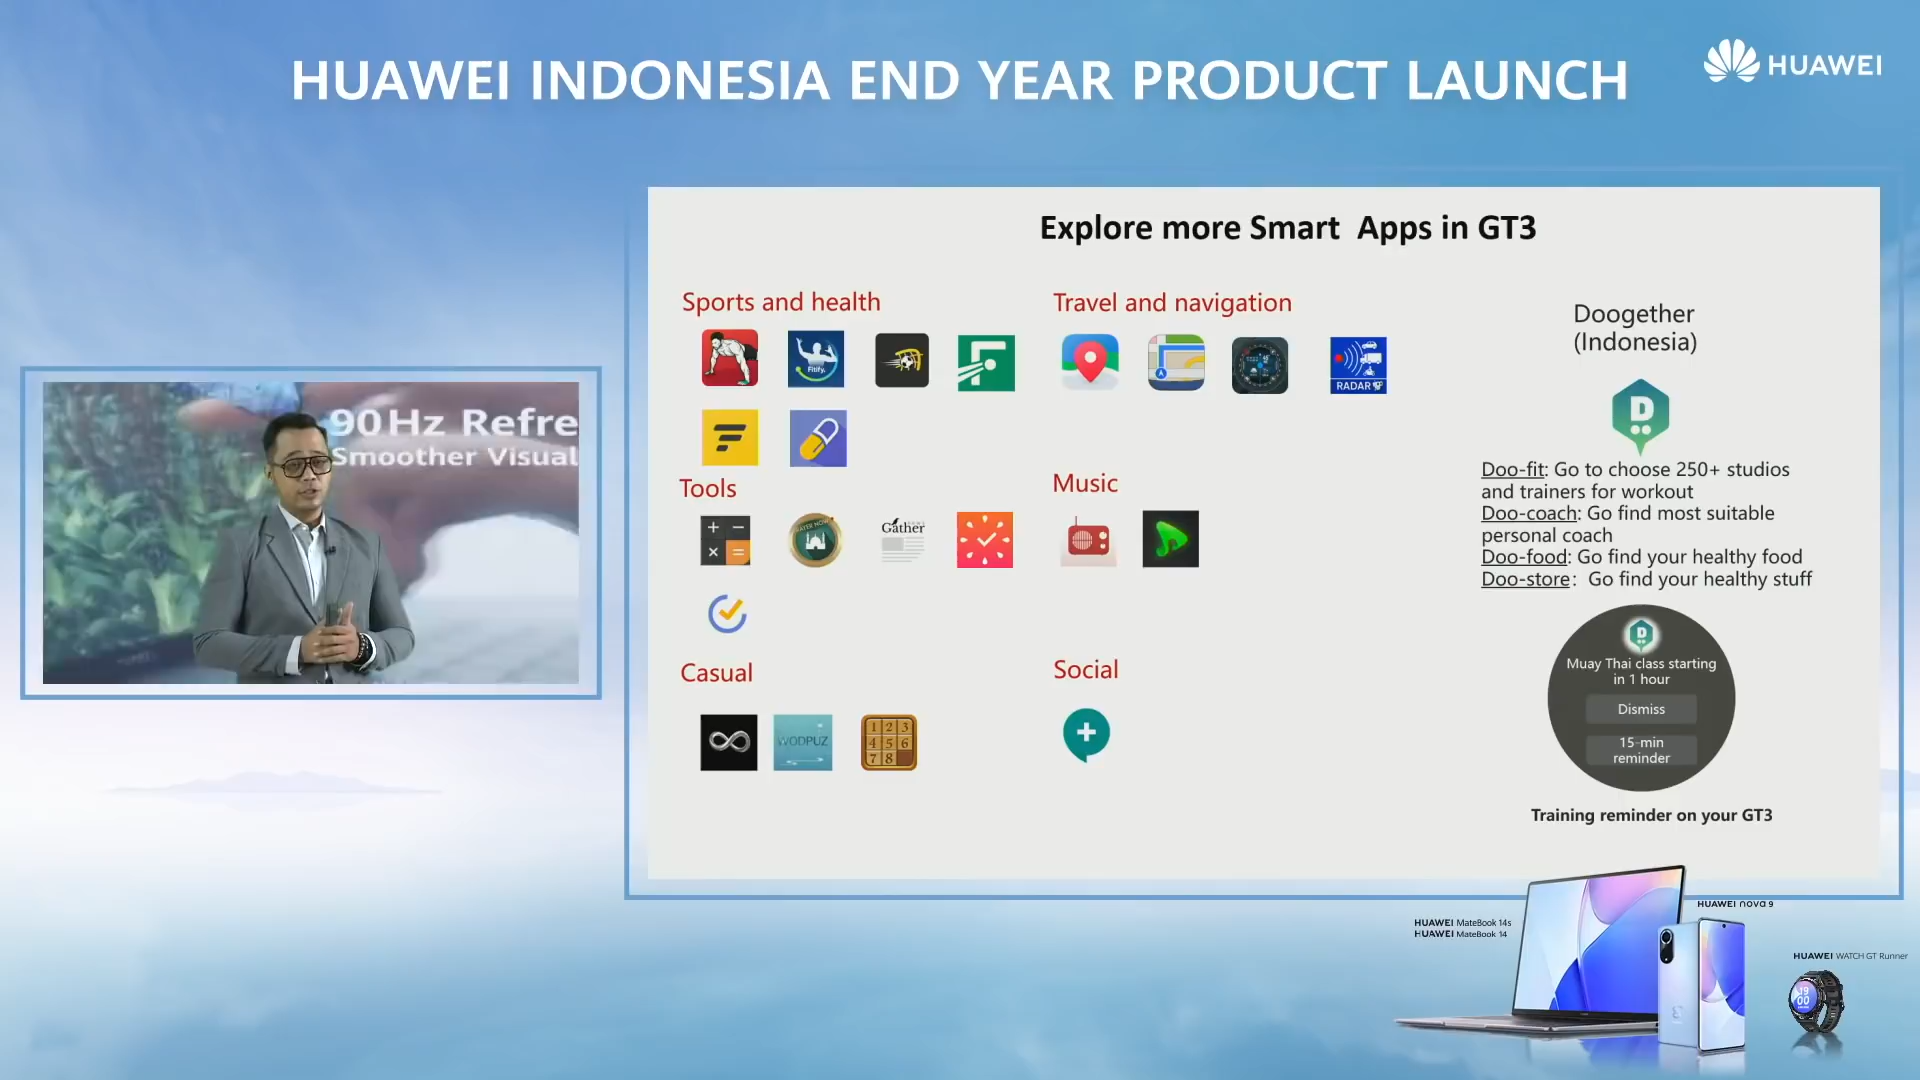 HUAWEI INDONESIA END YEAR PRODUCT LAUNCH
HUAWEI
90Hz Refre
Smoother Visual
Explore more Smart  Apps in GT3
Sports and health
Fitify.
Travel and navigation
RADAR
Tools
+ −
× =
Gather
Music
Casual
WODPUZ
1 2 3
4 5 6
7 8
Social
Doogether
(Indonesia)
D
Doo-fit: Go to choose 250+ studios
and trainers for workout
Doo-coach: Go find most suitable
personal coach
Doo-food: Go find your healthy food
Doo-store:  Go find your healthy stuff
D
Muay Thai class starting
in 1 hour
Dismiss
15-min
reminder
Training reminder on your GT3
HUAWEI MateBook 14s
HUAWEI MateBook 14
HUAWEI nova 9
HUAWEI WATCH GT Runner
19
00